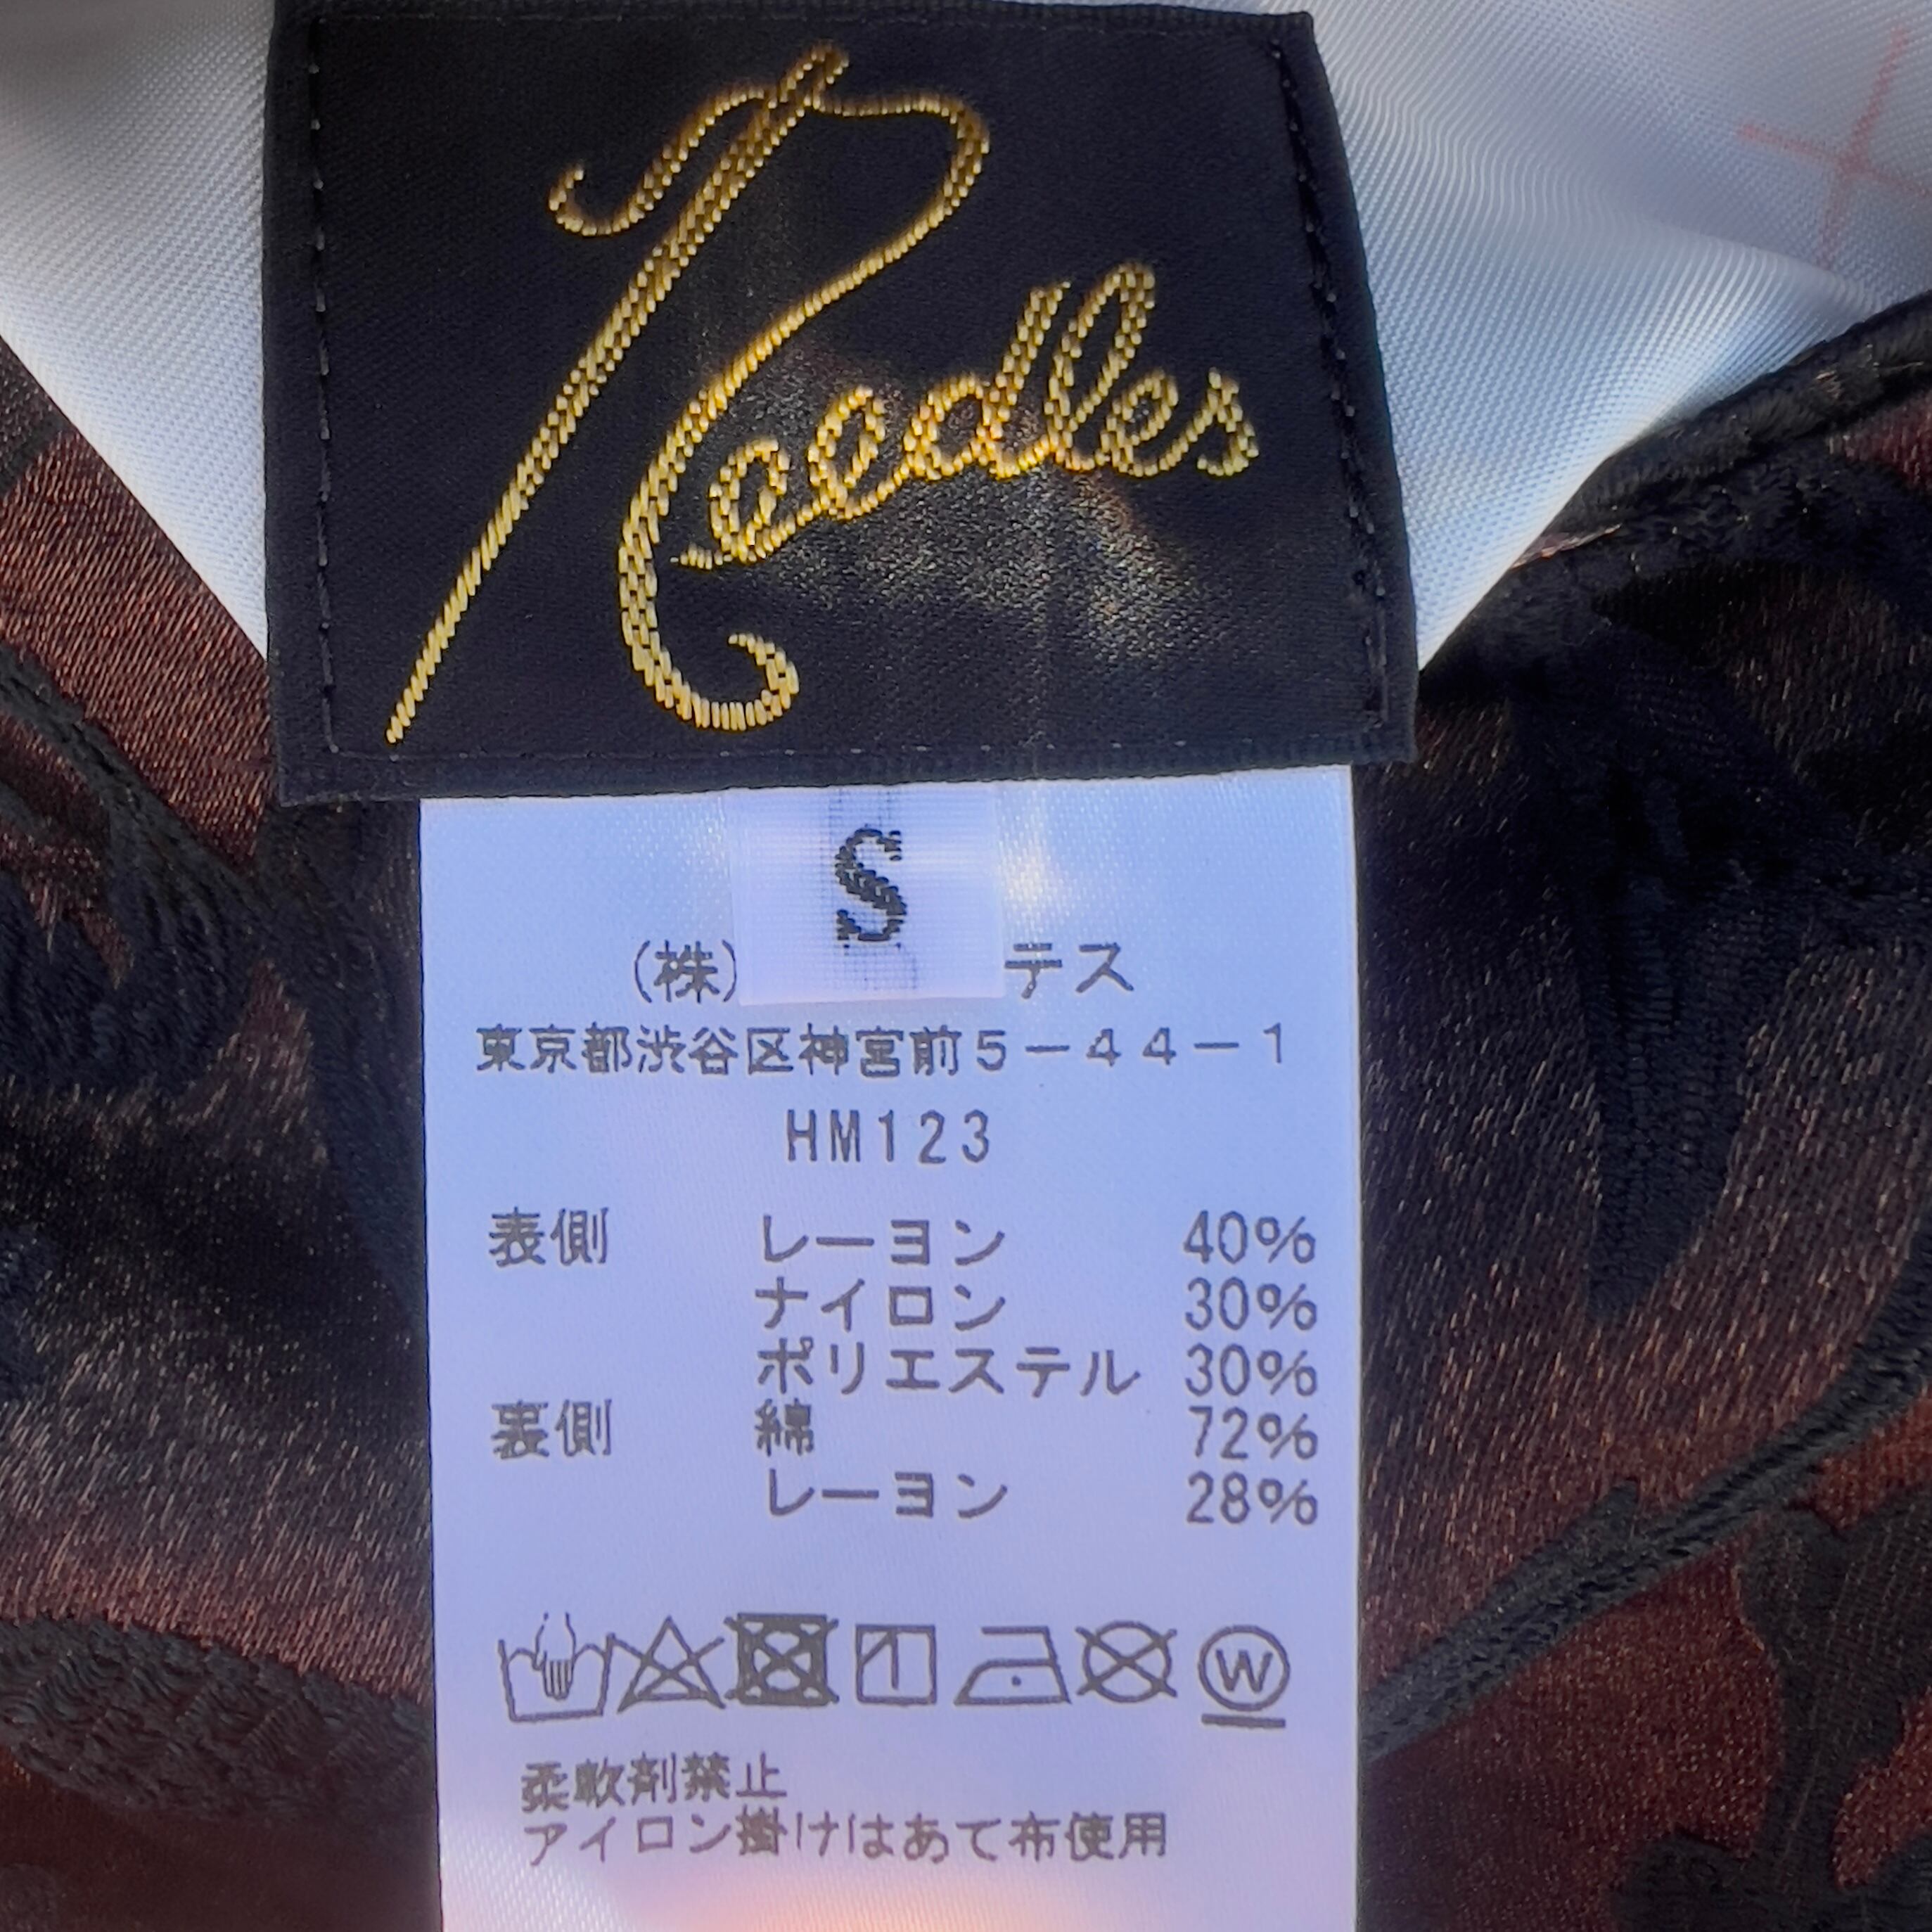 Needles
S
(株) テス
東京都渋谷区神宮前5-44-1
HM123
表側 レーヨン 40%
ナイロン 30%
ポリエステル 30%
裏側 綿 72%
レーヨン 28%
W
柔軟剤禁止
アイロン掛けはあて布使用